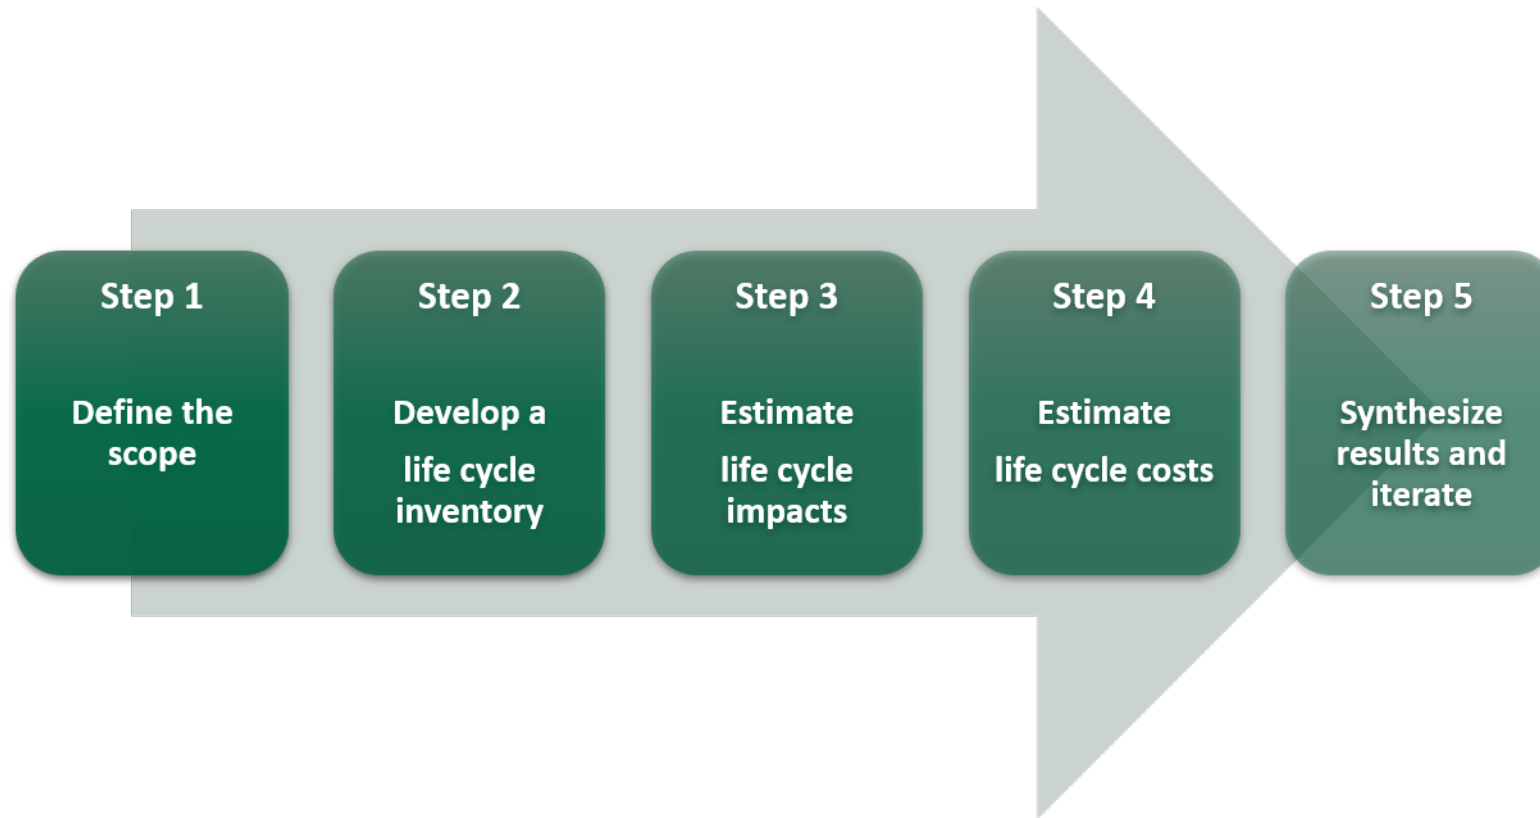 Step 1
Define the
scope
Step 2
Develop a
life cycle
inventory
Step 3
Estimate
life cycle
impacts
Step 4
Estimate
life cycle costs
Step 5
Synthesize
results and
iterate